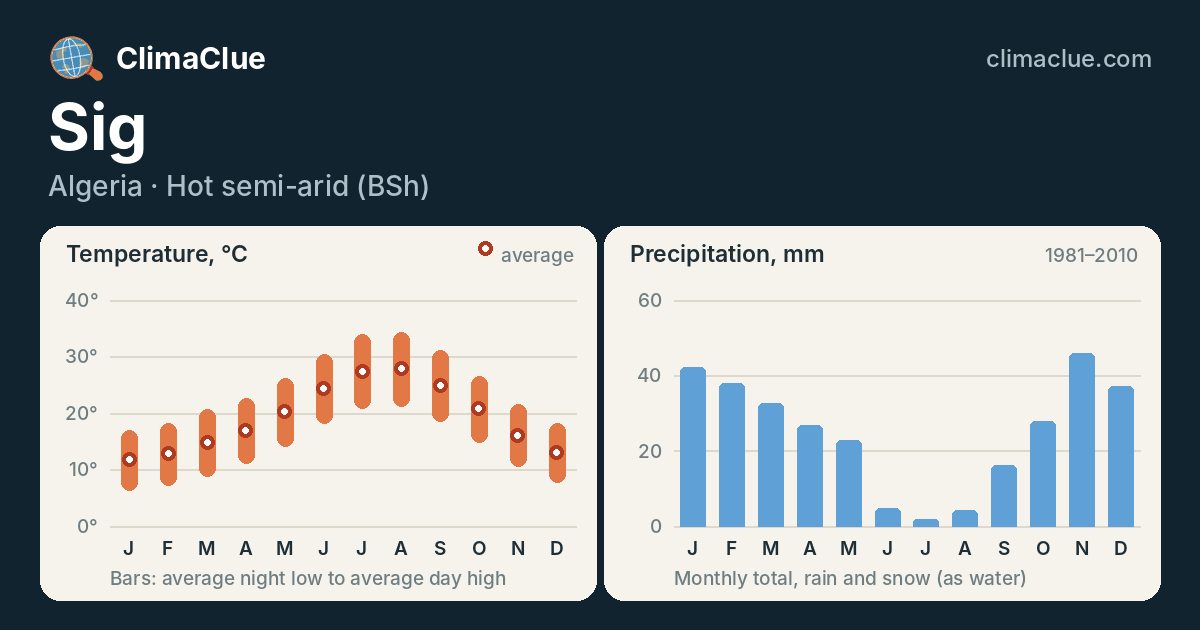 ClimaClue
climaclue.com
Sig
Algeria · Hot semi-arid (BSh)
Temperature, °C
average
40°
30°
20°
10°
0°
J F M A M J J A S O N D
Bars: average night low to average day high
Precipitation, mm
1981–2010
60
40
20
0
J F M A M J J A S O N D
Monthly total, rain and snow (as water)